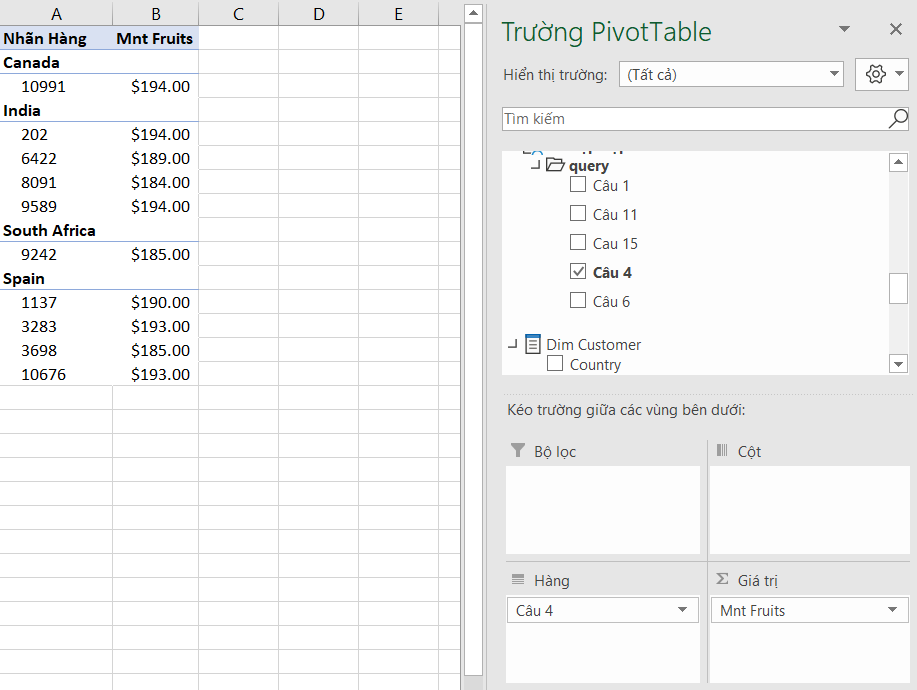 A B C D E
Nhãn Hàng Mnt Fruits
Canada
10991 $194.00
India
202 $194.00
6422 $189.00
8091 $184.00
9589 $194.00
South Africa
9242 $185.00
Spain
1137 $190.00
3283 $193.00
3698 $185.00
10676 $193.00
Trường PivotTable
Hiển thị trường: (Tất cả)
Tìm kiếm
query
Câu 1
Câu 11
Cau 15
Câu 4
Câu 6
Dim Customer
Country
Kéo trường giữa các vùng bên dưới:
Bộ lọc Cột
Hàng Σ Giá trị
Câu 4 Mnt Fruits